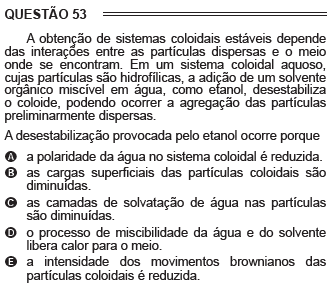 QUESTÃO 53
A obtenção de sistemas coloidais estáveis depende
das interações entre as partículas dispersas e o meio
onde se encontram. Em um sistema coloidal aquoso,
cujas partículas são hidrofílicas, a adição de um solvente
orgânico miscível em água, como etanol, desestabiliza
o coloide, podendo ocorrer a agregação das partículas
preliminarmente dispersas.
A desestabilização provocada pelo etanol ocorre porque
A a polaridade da água no sistema coloidal é reduzida.
B as cargas superficiais das partículas coloidais são
diminuídas.
C as camadas de solvatação de água nas partículas
são diminuídas.
D o processo de miscibilidade da água e do solvente
libera calor para o meio.
E a intensidade dos movimentos brownianos das
partículas coloidais é reduzida.